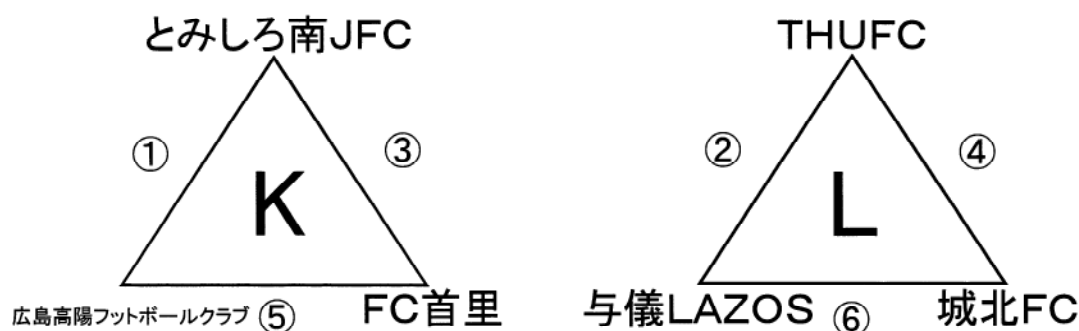 とみしろ南JFC
①
③
K
広島高陽フットボールクラブ
⑤
FC首里
THUFC
②
④
L
与儀LAZOS
⑥
城北FC